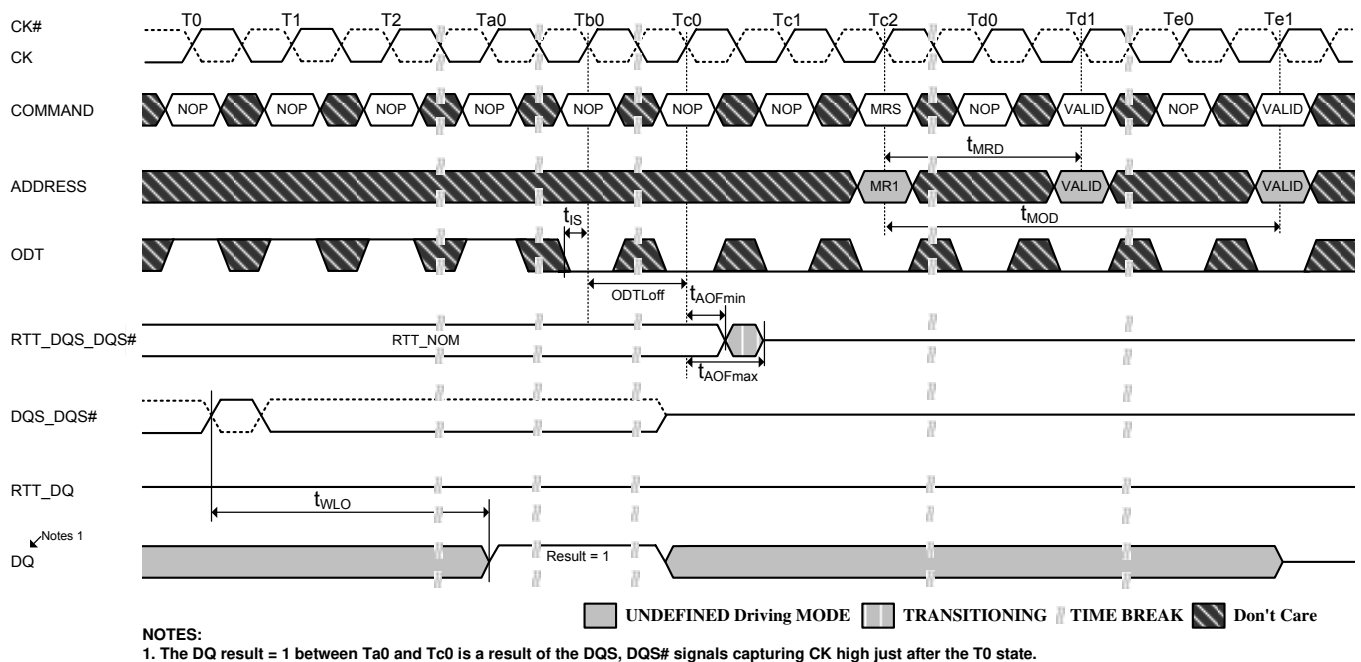 CK#
CK
T0 T1 T2 Ta0 Tb0 Tc0 Tc1 Tc2 Td0 Td1 Te0 Te1
COMMAND NOP NOP NOP NOP NOP NOP NOP MRS NOP VALID NOP VALID
tMRD
ADDRESS MR1 VALID VALID
tIS
tMOD
ODT
ODTLoff
tAOFmin
RTT_DQS_DQS# RTT_NOM
tAOFmax
DQS_DQS#
RTT_DQ
tWLO
Notes 1
DQ Result = 1
UNDEFINED Driving MODE TRANSITIONING TIME BREAK Don't Care
NOTES:
1. The DQ result = 1 between Ta0 and Tc0 is a result of the DQS, DQS# signals capturing CK high just after the T0 state.